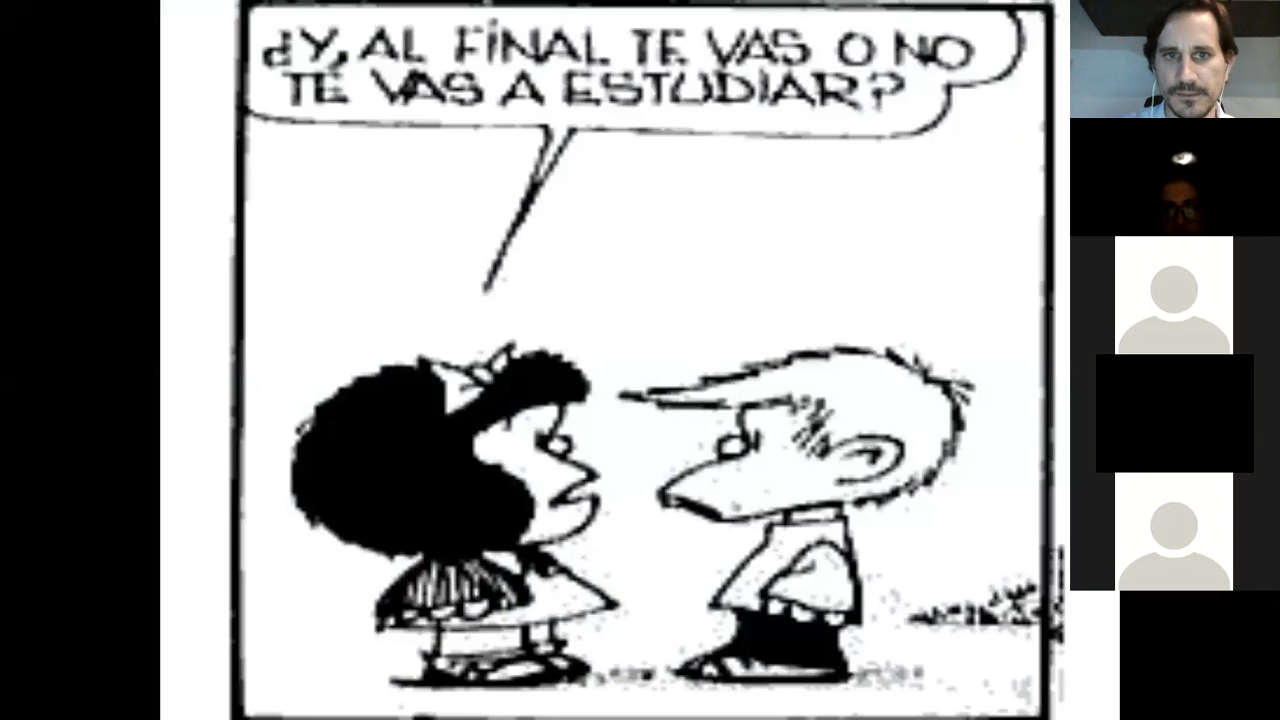 ¿Y, AL FINAL TE VAS O NO
TE VAS A ESTUDIAR?